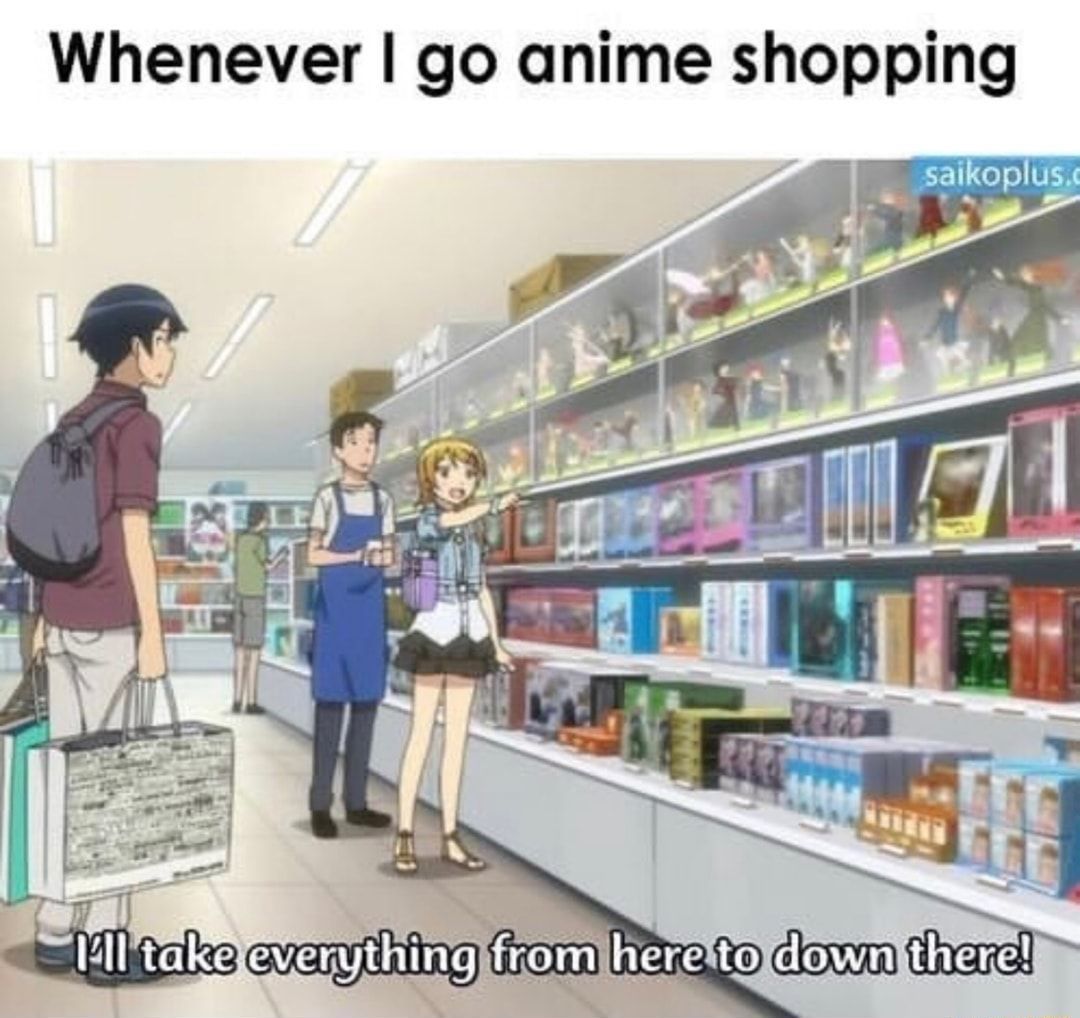 Whenever I go anime shopping
saikoplus.c
I'll take everything from here to down there!